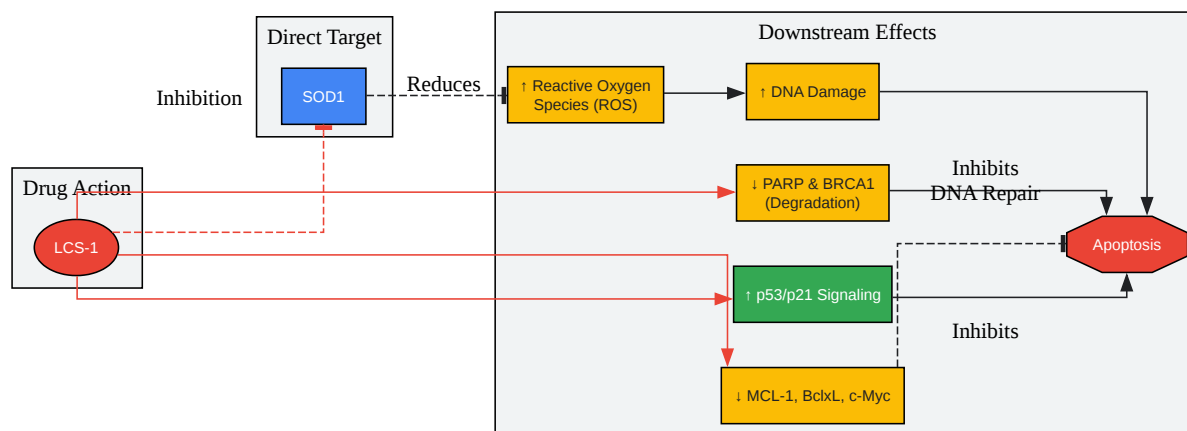 Downstream Effects
Direct Target
SOD1
Reduces
Inhibition
↑ Reactive Oxygen
Species (ROS)
↑ DNA Damage
Drug Action
LCS-1
↓ PARP & BRCA1
(Degradation)
Inhibits
DNA Repair
Apoptosis
↑ p53/p21 Signaling
Inhibits
↓ MCL-1, BclxL, c-Myc